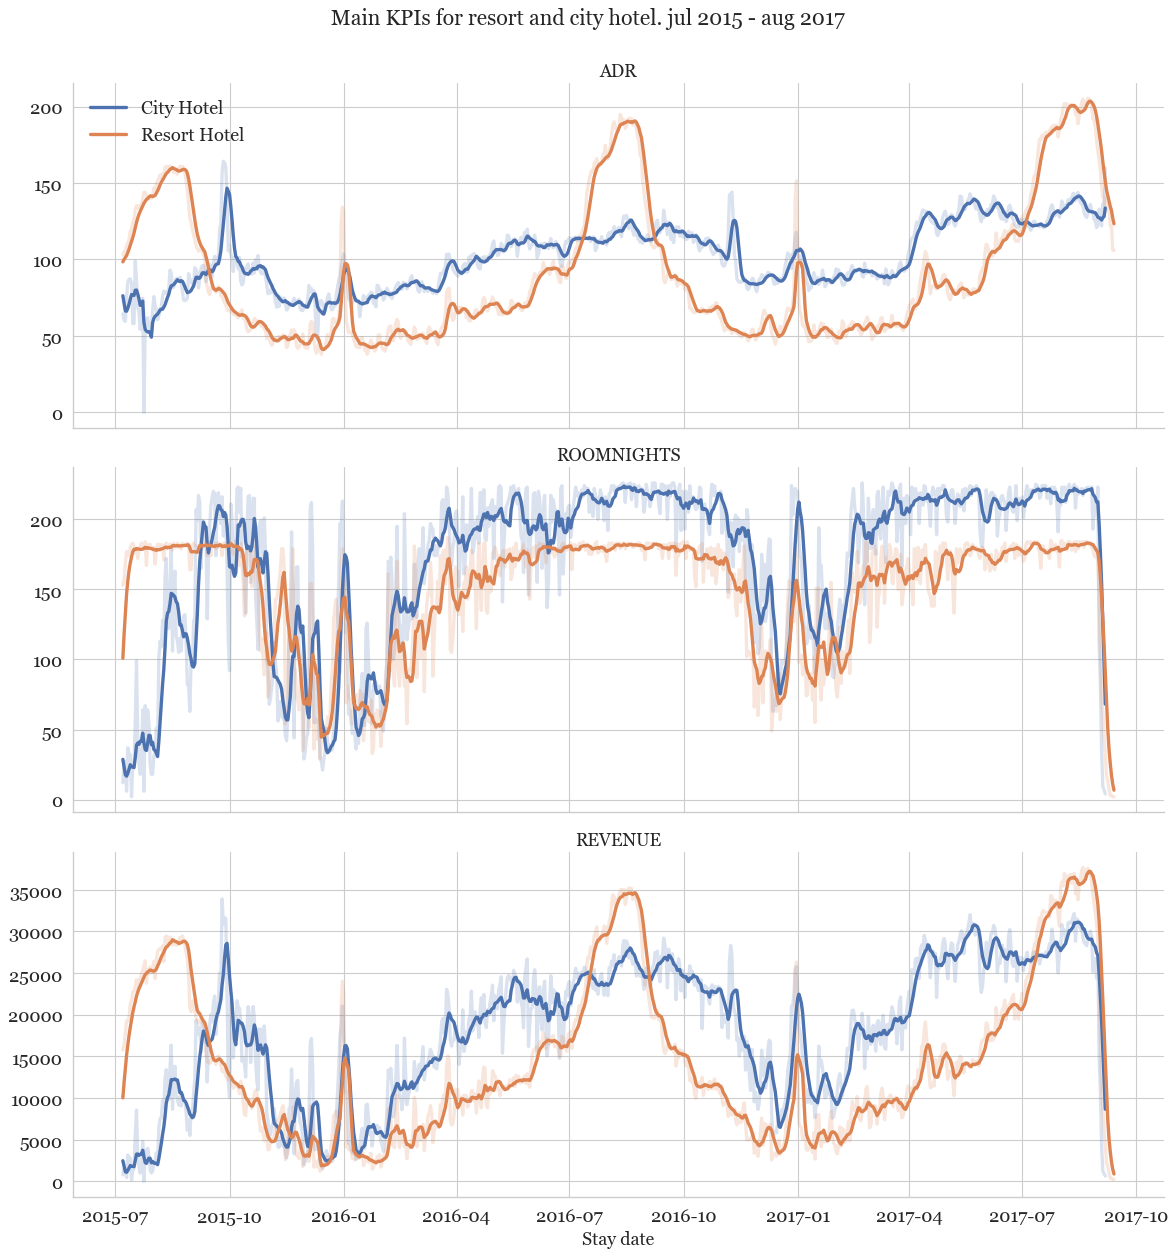 Main KPIs for resort and city hotel. jul 2015 - aug 2017
ADR
City Hotel
Resort Hotel
200
150
100
50
0
ROOMNIGHTS
200
150
100
50
0
REVENUE
35000
30000
25000
20000
15000
10000
5000
0
2015-07 2015-10 2016-01 2016-04 2016-07 2016-10 2017-01 2017-04 2017-07 2017-10
Stay date